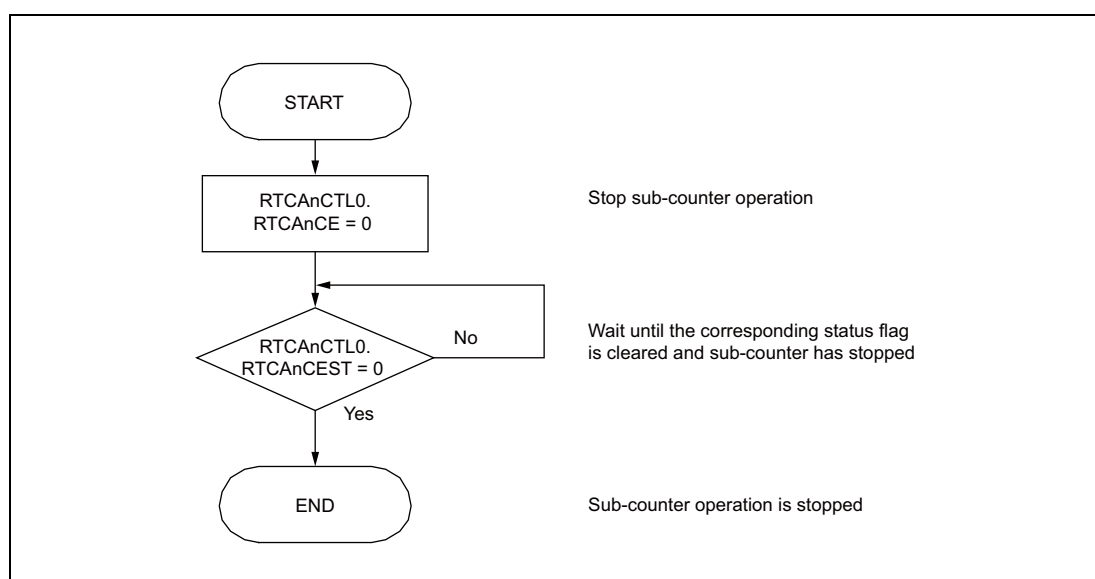 START
RTCAnCTL0.
RTCAnCE = 0
Stop sub-counter operation
RTCAnCTL0.
RTCAnCEST = 0
No
Wait until the corresponding status flag
is cleared and sub-counter has stopped
Yes
END
Sub-counter operation is stopped